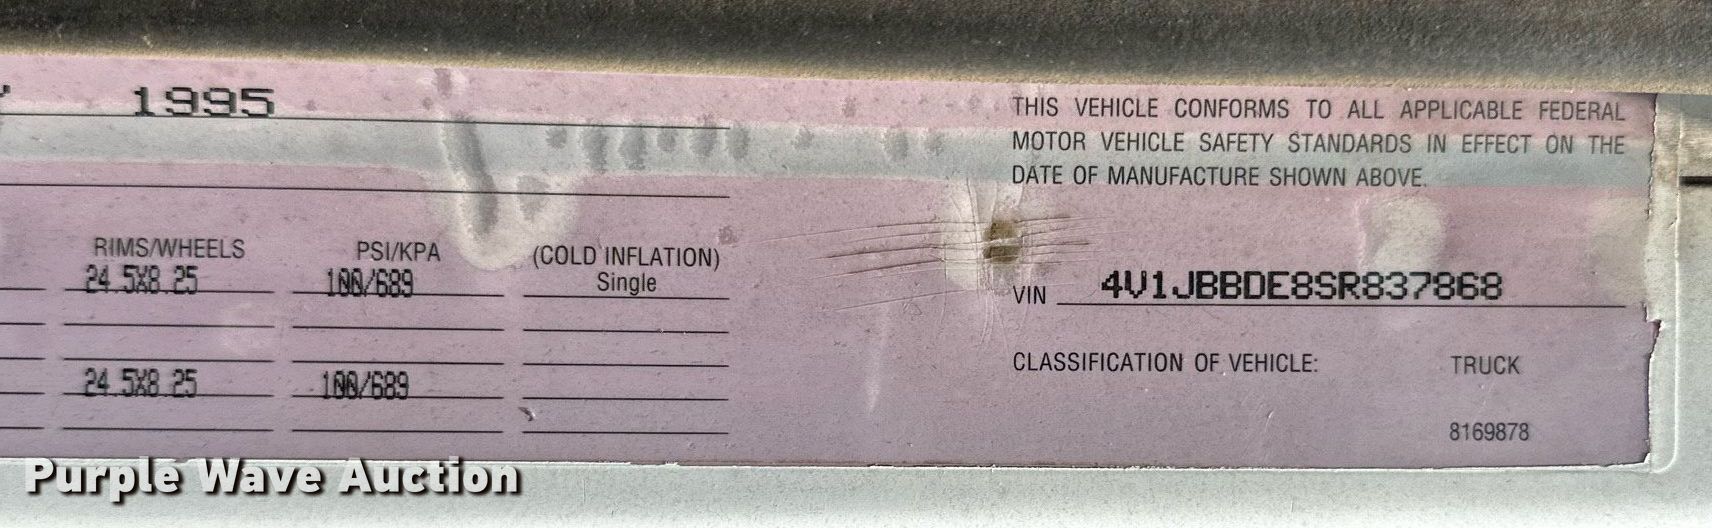 1995
THIS VEHICLE CONFORMS TO ALL APPLICABLE FEDERAL
MOTOR VEHICLE SAFETY STANDARDS IN EFFECT ON THE
DATE OF MANUFACTURE SHOWN ABOVE.
RIMS/WHEELS PSI/KPA (COLD INFLATION)
24.5X8.25 100/689 Single
VIN 4V1JBBDE8SR837868
CLASSIFICATION OF VEHICLE: TRUCK
24.5X8.25 100/689
8169878
Purple Wave Auction